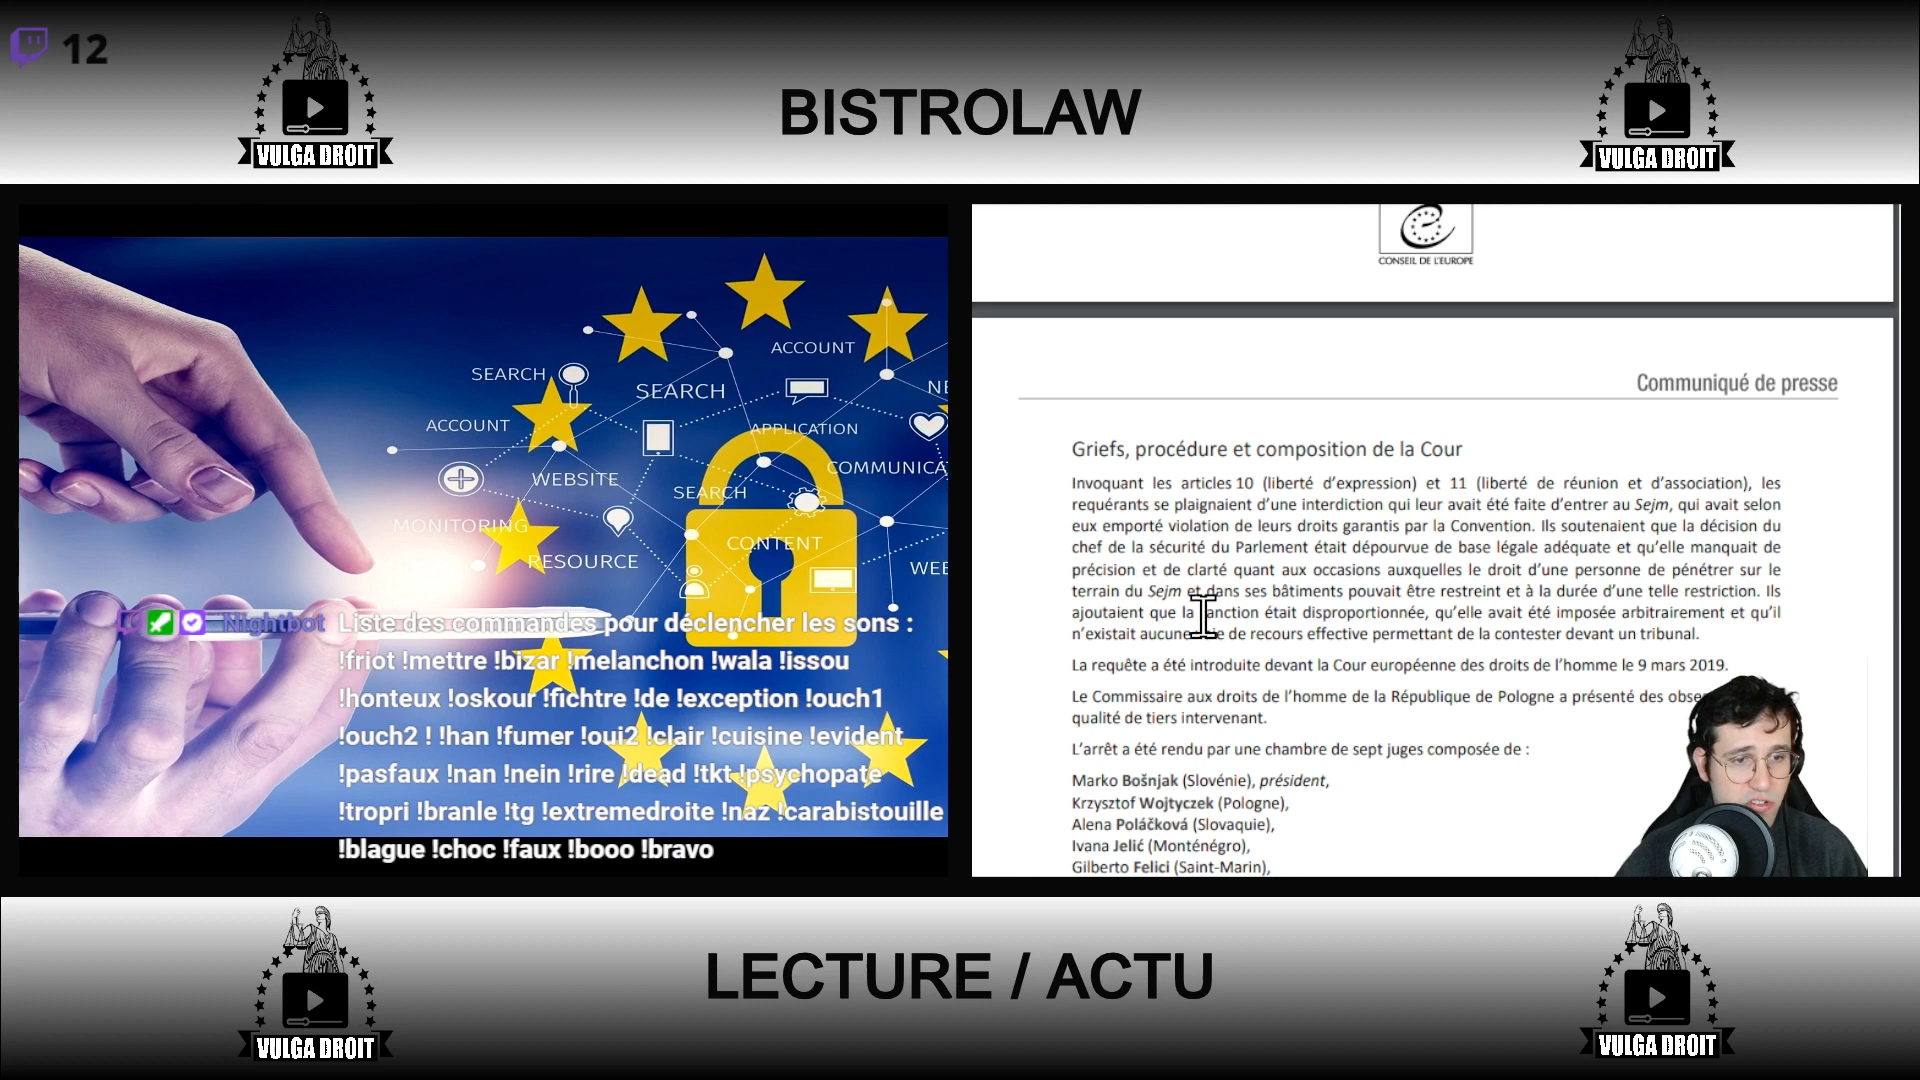 12
BISTROLAW
VULGA DROIT
VULGA DROIT
SEARCH
ACCOUNT
SEARCH
ACCOUNT
APPLICATION
WEBSITE
SEARCH
MONITORING
CONTENT
RESOURCE
Nightbot Liste des commandes pour déclencher les sons :
!friot !mettre !bizar !melanchon !wala !issou
!honteux !oskour !fichtre !de !exception !ouch1
!ouch2 ! !han !fumer !oui2 !clair !cuisine !evident
!pasfaux !nan !nein !rire !dead !tkt !psychopate
!tropri !branle !tg !extremedroite !naz !carabistouille
!blague !choc !faux !booo !bravo
CONSEIL DE L'EUROPE
Communiqué de presse
Griefs, procédure et composition de la Cour
Invoquant les articles 10 (liberté d'expression) et 11 (liberté de réunion et d'association), les
requérants se plaignaient d'une interdiction qui leur avait été faite d'entrer au Sejm, qui avait selon
eux emporté violation de leurs droits garantis par la Convention. Ils soutenaient que la décision du
chef de la sécurité du Parlement était dépourvue de base légale adéquate et qu'elle manquait de
précision et de clarté quant aux occasions auxquelles le droit d'une personne de pénétrer sur le
terrain du Sejm et dans ses bâtiments pouvait être restreint et à la durée d'une telle restriction. Ils
ajoutaient que la sanction était disproportionnée, qu'elle avait été imposée arbitrairement et qu'il
n'existait aucune de recours effective permettant de la contester devant un tribunal.
La requête a été introduite devant la Cour européenne des droits de l'homme le 9 mars 2019.
Le Commissaire aux droits de l'homme de la République de Pologne a présenté des
qualité de tiers intervenant.
L'arrêt a été rendu par une chambre de sept juges composée de :
Marko Bošnjak (Slovénie), président,
Krzysztof Wojtyczek (Pologne),
Alena Poláčková (Slovaquie),
Ivana Jelić (Monténégro),
Gilberto Felici (Saint-Marin),
LECTURE / ACTU
VULGA DROIT
VULGA DROIT